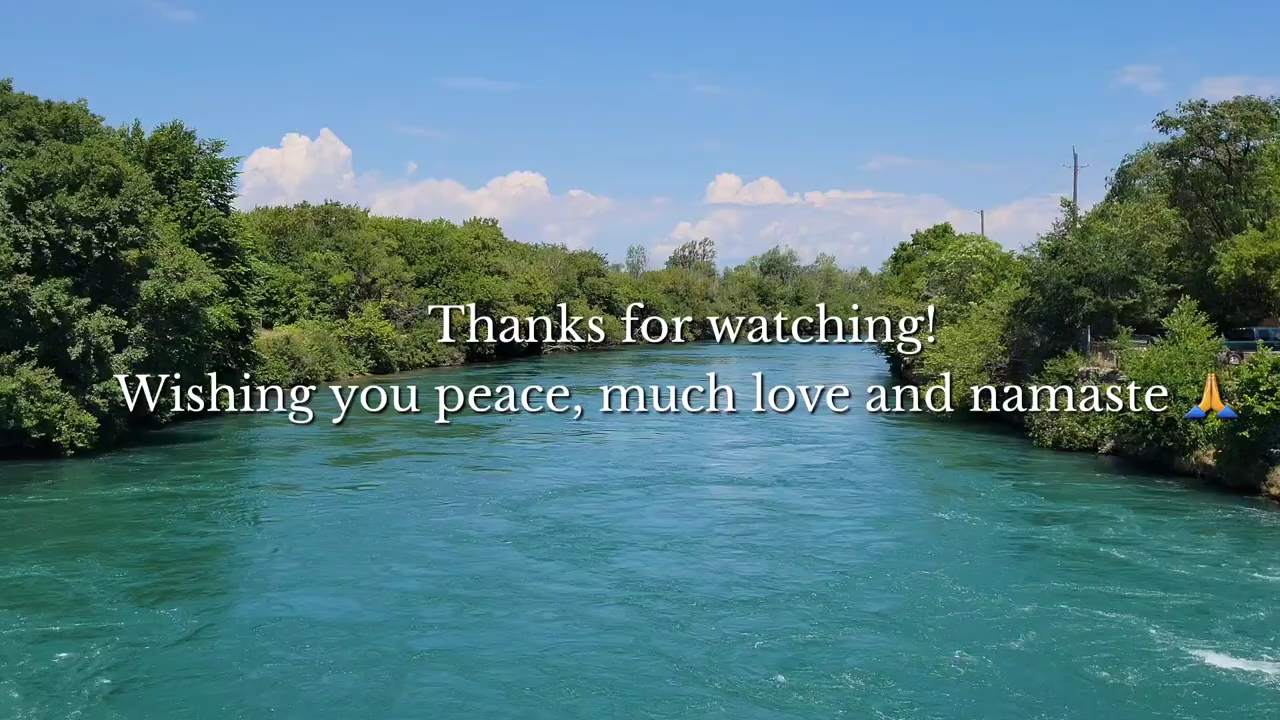 Thanks for watching!
Wishing you peace, much love and namaste 🙏